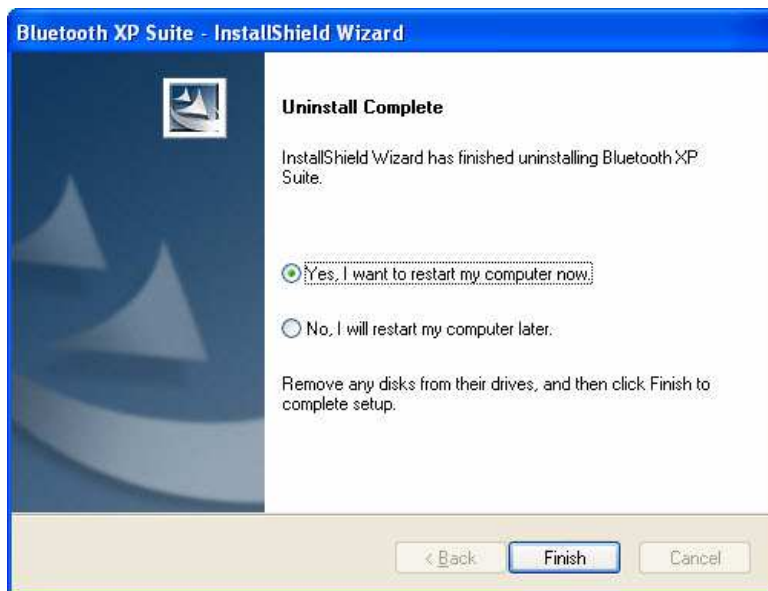 Bluetooth XP Suite - InstallShield Wizard
Uninstall Complete
InstallShield Wizard has finished uninstalling Bluetooth XP
Suite.
Yes, I want to restart my computer now.
No, I will restart my computer later.
Remove any disks from their drives, and then click Finish to
complete setup.
< Back
Finish
Cancel